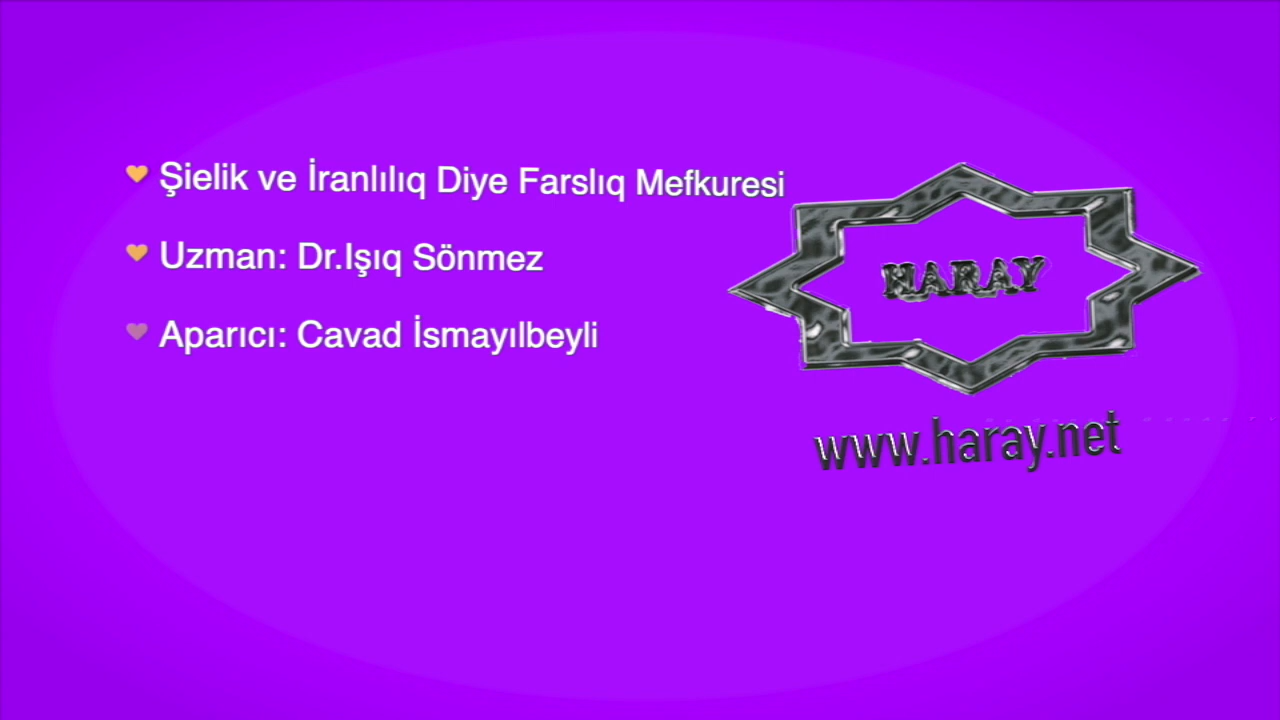 Şielik ve İranlılıq Diye Farslıq Mefkuresi
Uzman: Dr.Işıq Sönmez
Aparıcı: Cavad İsmayılbeyli
HARAY
www.haray.net